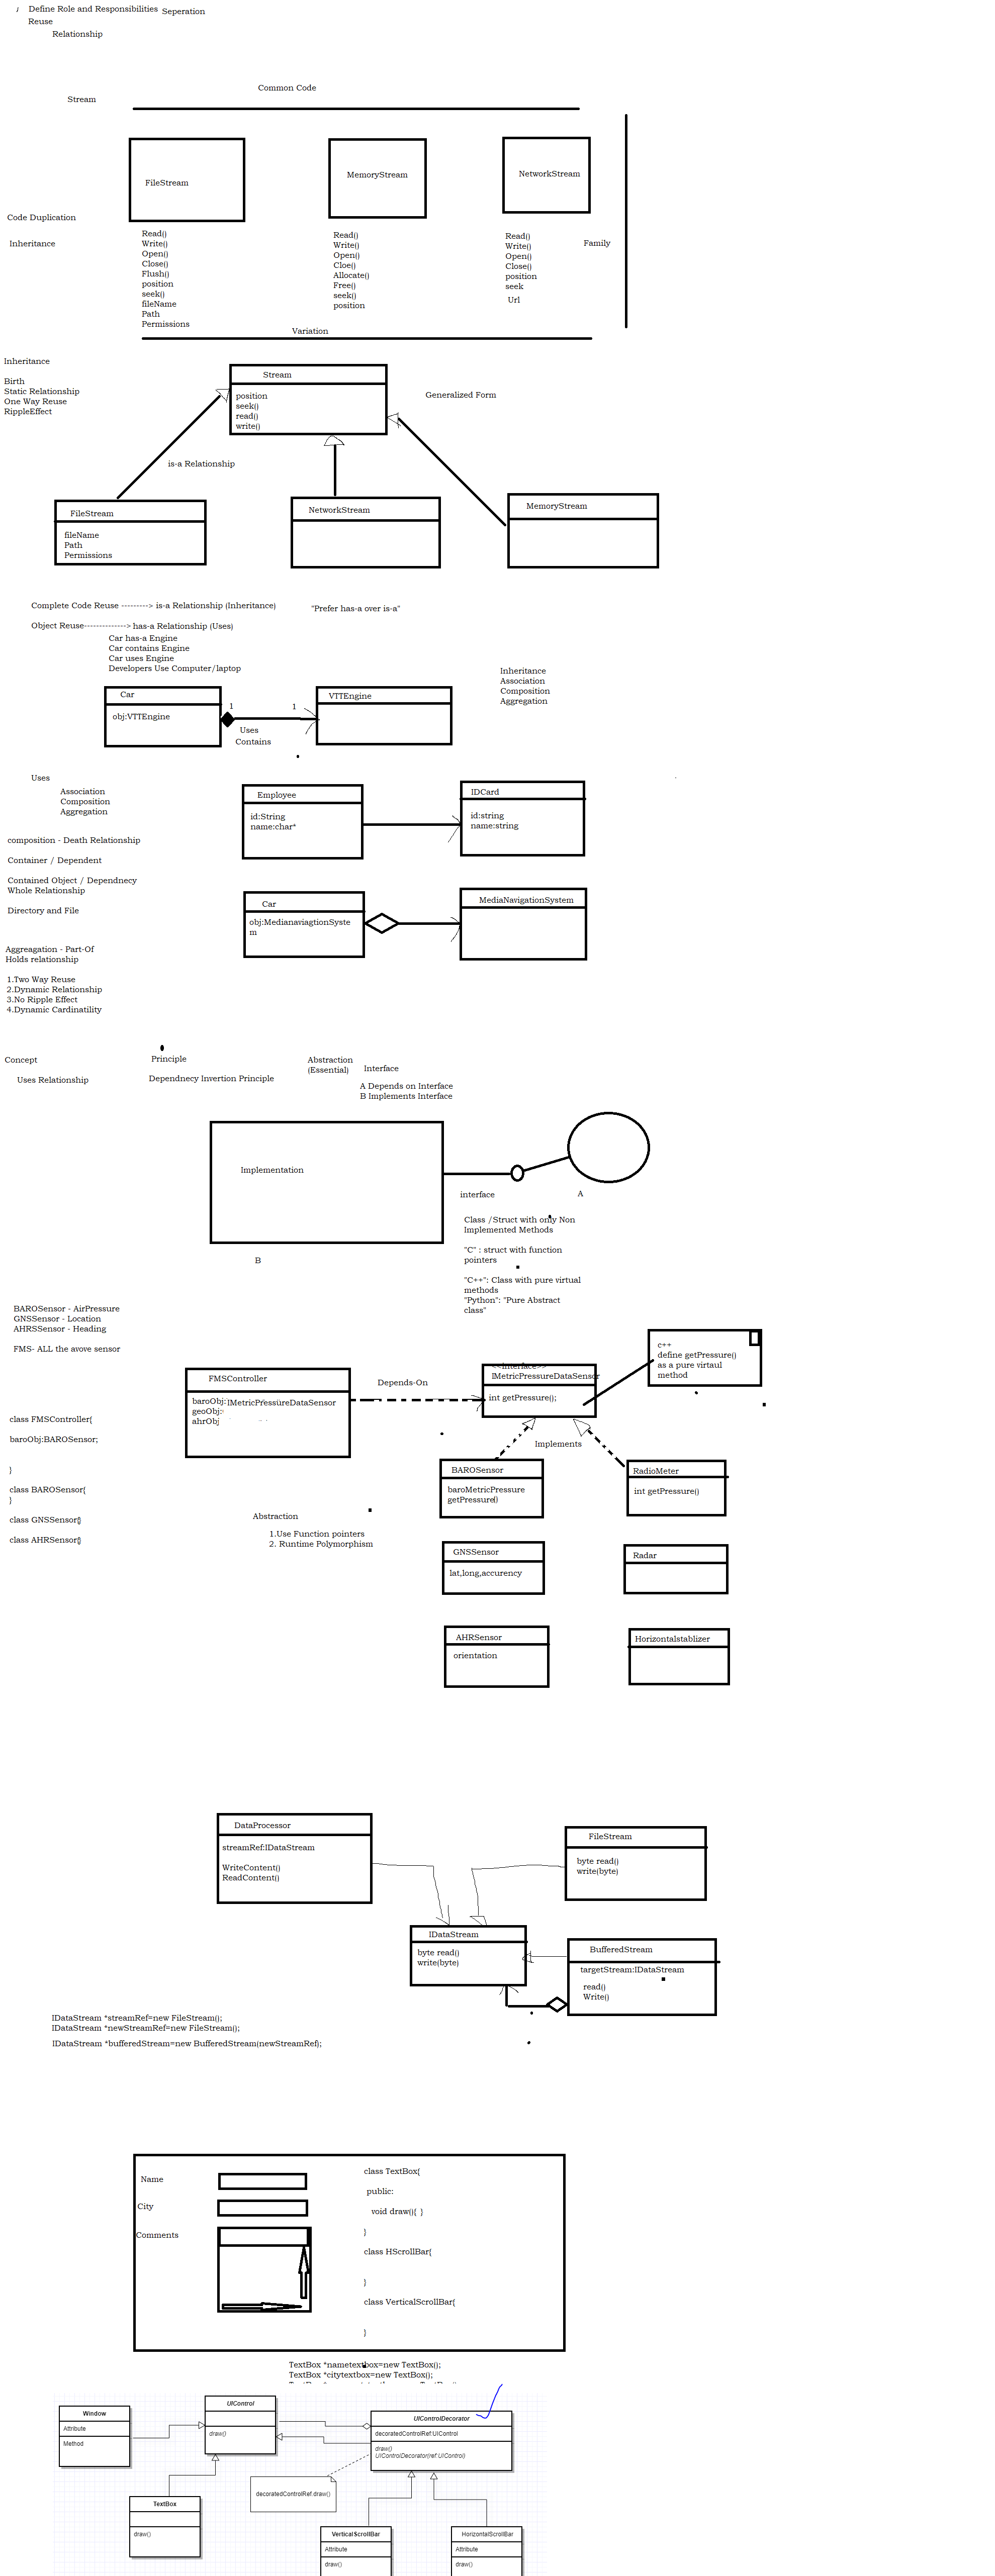 Define Role and Responsibilities Seperation
Reuse
Relationship
Common Code
Stream
FileStream
MemoryStream
NetworkStream
Code Duplication
Inheritance
Family
Read()
Write()
Open()
Close()
Flush()
position
seek()
fileName
Path
Permissions
Read()
Write()
Open()
Cloe()
Allocate()
Free()
seek()
position
Read()
Write()
Open()
Close()
position
seek
Url
Variation
Inheritance
Birth
Static Relationship
One Way Reuse
RippleEffect
Stream
position
seek()
read()
write()
Generalized Form
is-a Relationship
FileStream
fileName
Path
Permissions
NetworkStream
MemoryStream
Complete Code Reuse ---------> is-a Relationship (Inheritance)
"Prefer has-a over is-a"
Object Reuse--------------> has-a Relationship (Uses)
Car has-a Engine
Car contains Engine
Car uses Engine
Developers Use Computer/laptop
Inheritance
Association
Composition
Aggregation
Car
obj:VTTEngine
1
1
Uses
Contains
VTTEngine
Uses
Association
Composition
Aggregation
Employee
id:String
name:char*
IDCard
id:string
name:string
composition - Death Relationship
Container / Dependent
Contained Object / Dependnecy
Whole Relationship
Directory and File
Car
obj:MedianaviagtionSyste
m
MediaNavigationSystem
Aggreagation - Part-Of
Holds relationship
1.Two Way Reuse
2.Dynamic Relationship
3.No Ripple Effect
4.Dynamic Cardinatility
Concept
Uses Relationship
Principle
Dependnecy Invertion Principle
Abstraction
(Essential)
Interface
A Depends on Interface
B Implements Interface
Implementation
interface
A
B
Class /Struct with only Non
Implemented Methods
"C" : struct with function
pointers
"C++": Class with pure virtual
methods
"Python": "Pure Abstract
class"
BAROSensor - AirPressure
GNSSensor - Location
AHRSSensor - Heading
FMS- ALL the avove sensor
FMSController
baroObj:IMetricPressureDataSensor
geoObj:
ahrObj
Depends-On
<<interface>>
IMetricPressureDataSensor
int getPressure();
c++
define getPressure()
as a pure virtaul
method
Implements
class FMSController{
baroObj:BAROSensor;
}
class BAROSensor{
}
class GNSSensor{}
class AHRSensor{}
BAROSensor
baroMetricPressure
getPressure()
RadioMeter
int getPressure()
Abstraction
1.Use Function pointers
2. Runtime Polymorphism
GNSSensor
lat,long,accurency
Radar
AHRSensor
orientation
Horizontalstablizer
DataProcessor
streamRef:IDataStream
WriteContent()
ReadContent()
FileStream
byte read()
write(byte)
IDataStream
byte read()
write(byte)
BufferedStream
targetStream:IDataStream
read()
Write()
IDataStream *streamRef=new FileStream();
IDataStream *newStreamRef=new FileStream();
IDataStream *bufferedStream=new BufferedStream(newStreamRef);
Name
City
Comments
class TextBox{
public:
void draw(){ }
}
class HScrollBar{
}
class VerticalScrollBar{
}
TextBox *nametextbox=new TextBox();
TextBox *citytextbox=new TextBox();
Window
Attribute
Method
UIControl
draw()
UIControlDecorator
decoratedControlRef:UIControl
draw()
UIControlDecorator(ref:UIControl)
decoratedControlRef.draw()
TextBox
draw()
VerticalScrollBar
Attribute
draw()
HorizontalScrollBar
Attribute
draw()